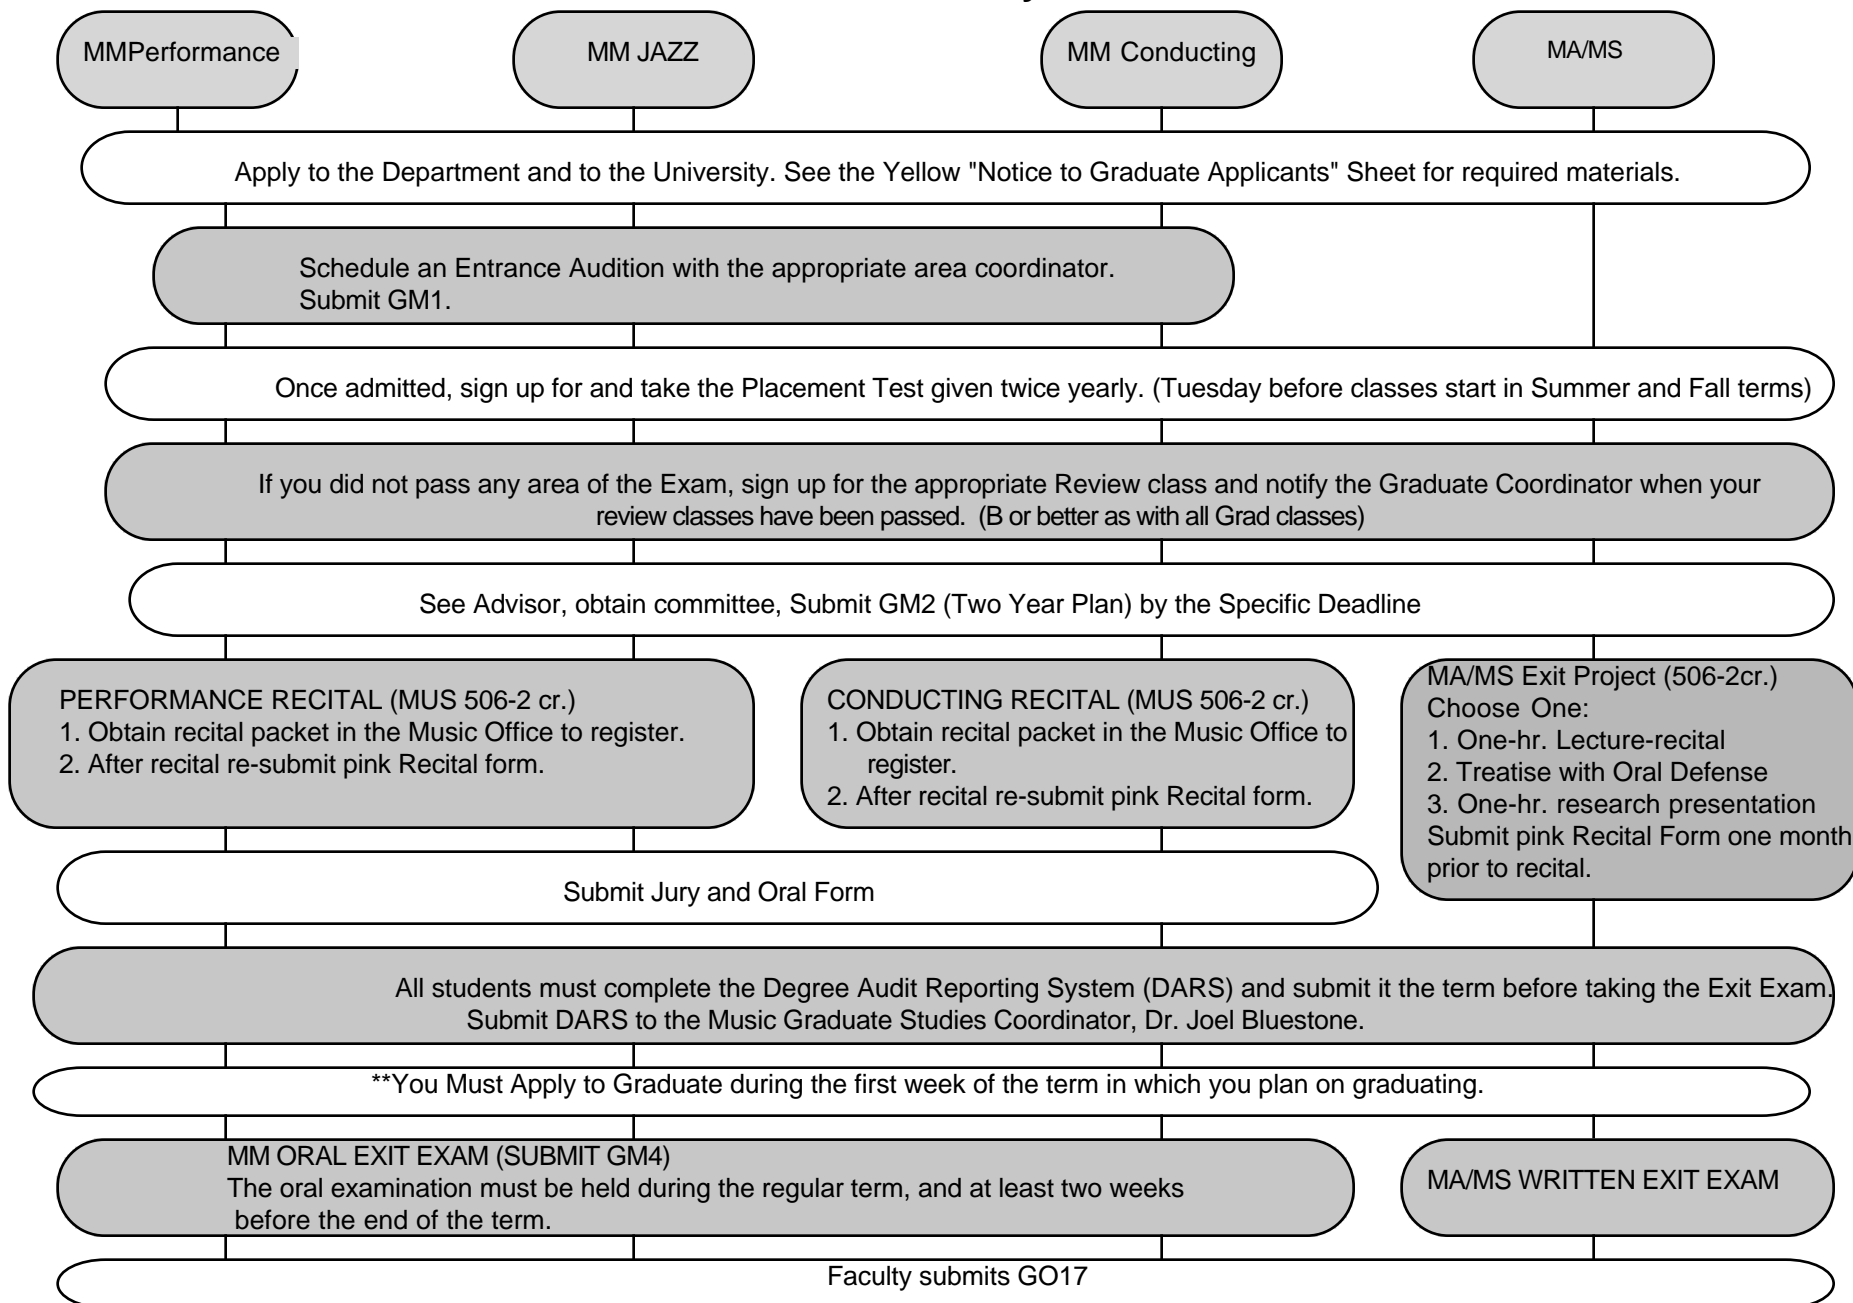 MMPerformance
MM JAZZ
MM Conducting
MA/MS
Apply to the Department and to the University. See the Yellow "Notice to Graduate Applicants" Sheet for required materials.
Schedule an Entrance Audition with the appropriate area coordinator.
Submit GM1.
Once admitted, sign up for and take the Placement Test given twice yearly. (Tuesday before classes start in Summer and Fall terms)
If you did not pass any area of the Exam, sign up for the appropriate Review class and notify the Graduate Coordinator when your
review classes have been passed. (B or better as with all Grad classes)
See Advisor, obtain committee, Submit GM2 (Two Year Plan) by the Specific Deadline
PERFORMANCE RECITAL (MUS 506-2 cr.)
1. Obtain recital packet in the Music Office to register.
2. After recital re-submit pink Recital form.
CONDUCTING RECITAL (MUS 506-2 cr.)
1. Obtain recital packet in the Music Office to
register.
2. After recital re-submit pink Recital form.
MA/MS Exit Project (506-2cr.)
Choose One:
1. One-hr. Lecture-recital
2. Treatise with Oral Defense
3. One-hr. research presentation
Submit pink Recital Form one month
prior to recital.
Submit Jury and Oral Form
All students must complete the Degree Audit Reporting System (DARS) and submit it the term before taking the Exit Exam.
Submit DARS to the Music Graduate Studies Coordinator, Dr. Joel Bluestone.
**You Must Apply to Graduate during the first week of the term in which you plan on graduating.
MM ORAL EXIT EXAM (SUBMIT GM4)
The oral examination must be held during the regular term, and at least two weeks
before the end of the term.
MA/MS WRITTEN EXIT EXAM
Faculty submits GO17